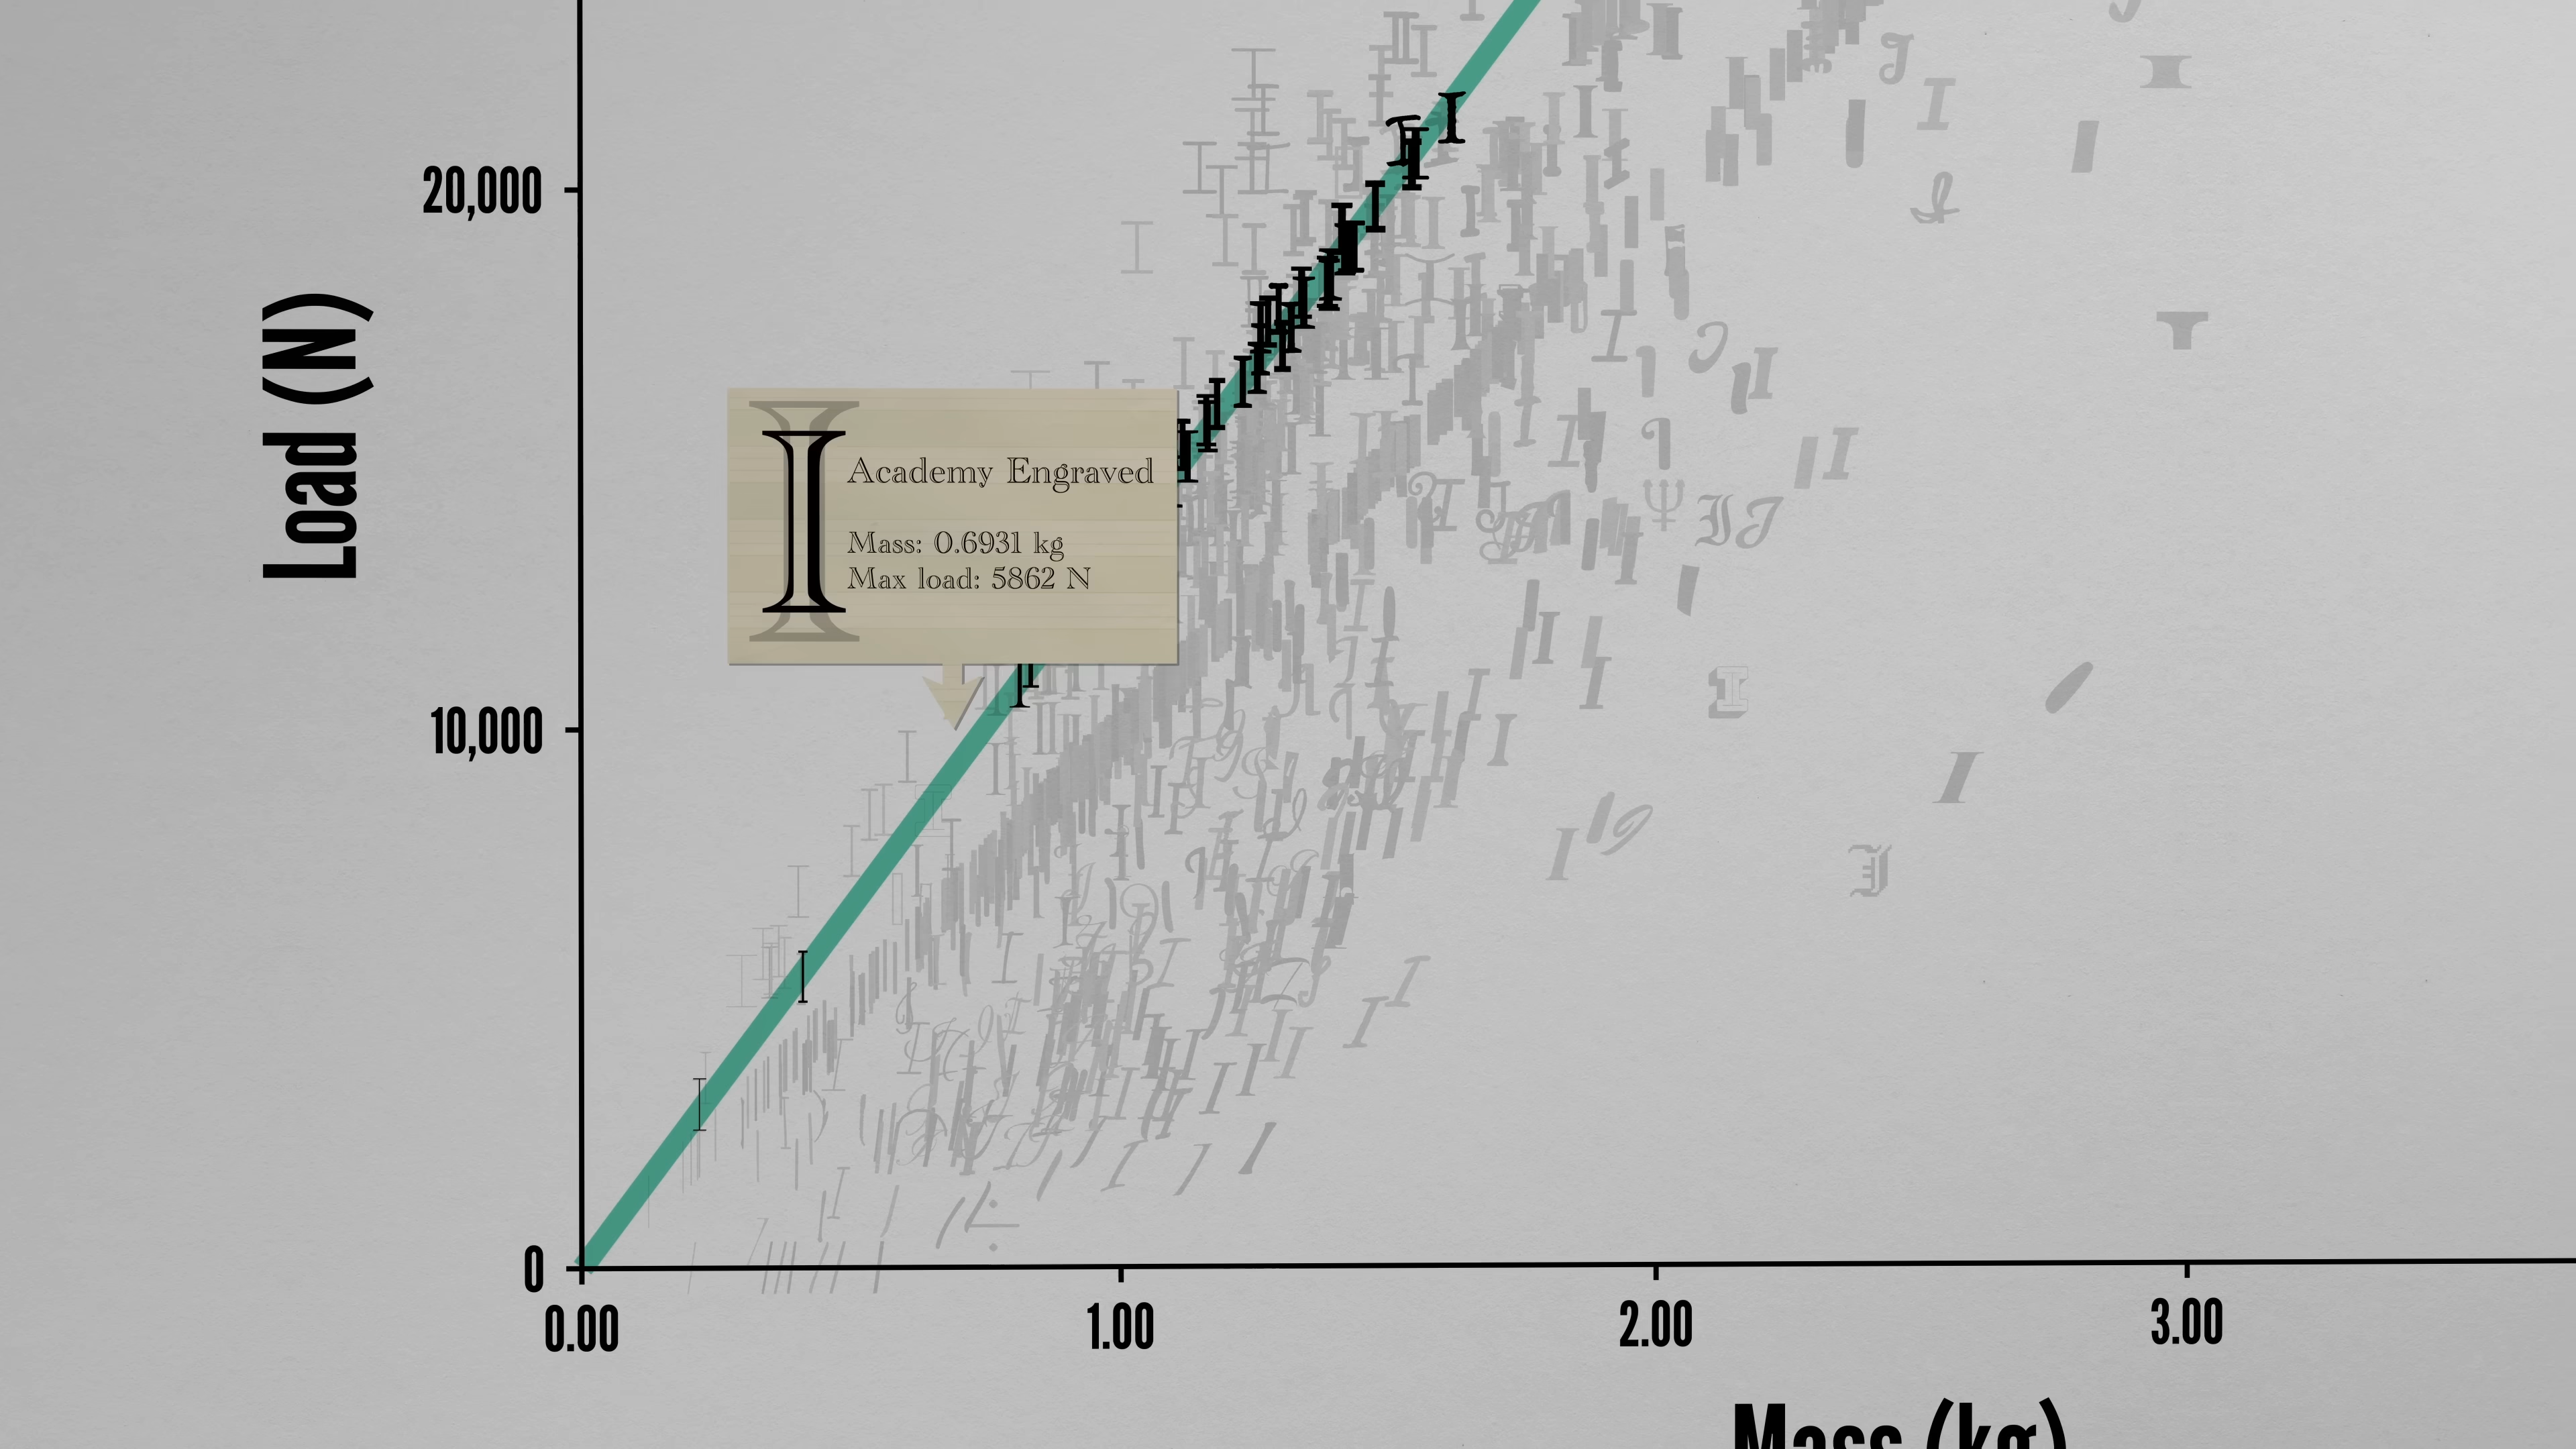 Load (N)
20,000
10,000
0
I
Academy Engraved
Mass: 0.6931 kg
Max load: 5862 N
0.00
1.00
2.00
3.00
Mass (kg)